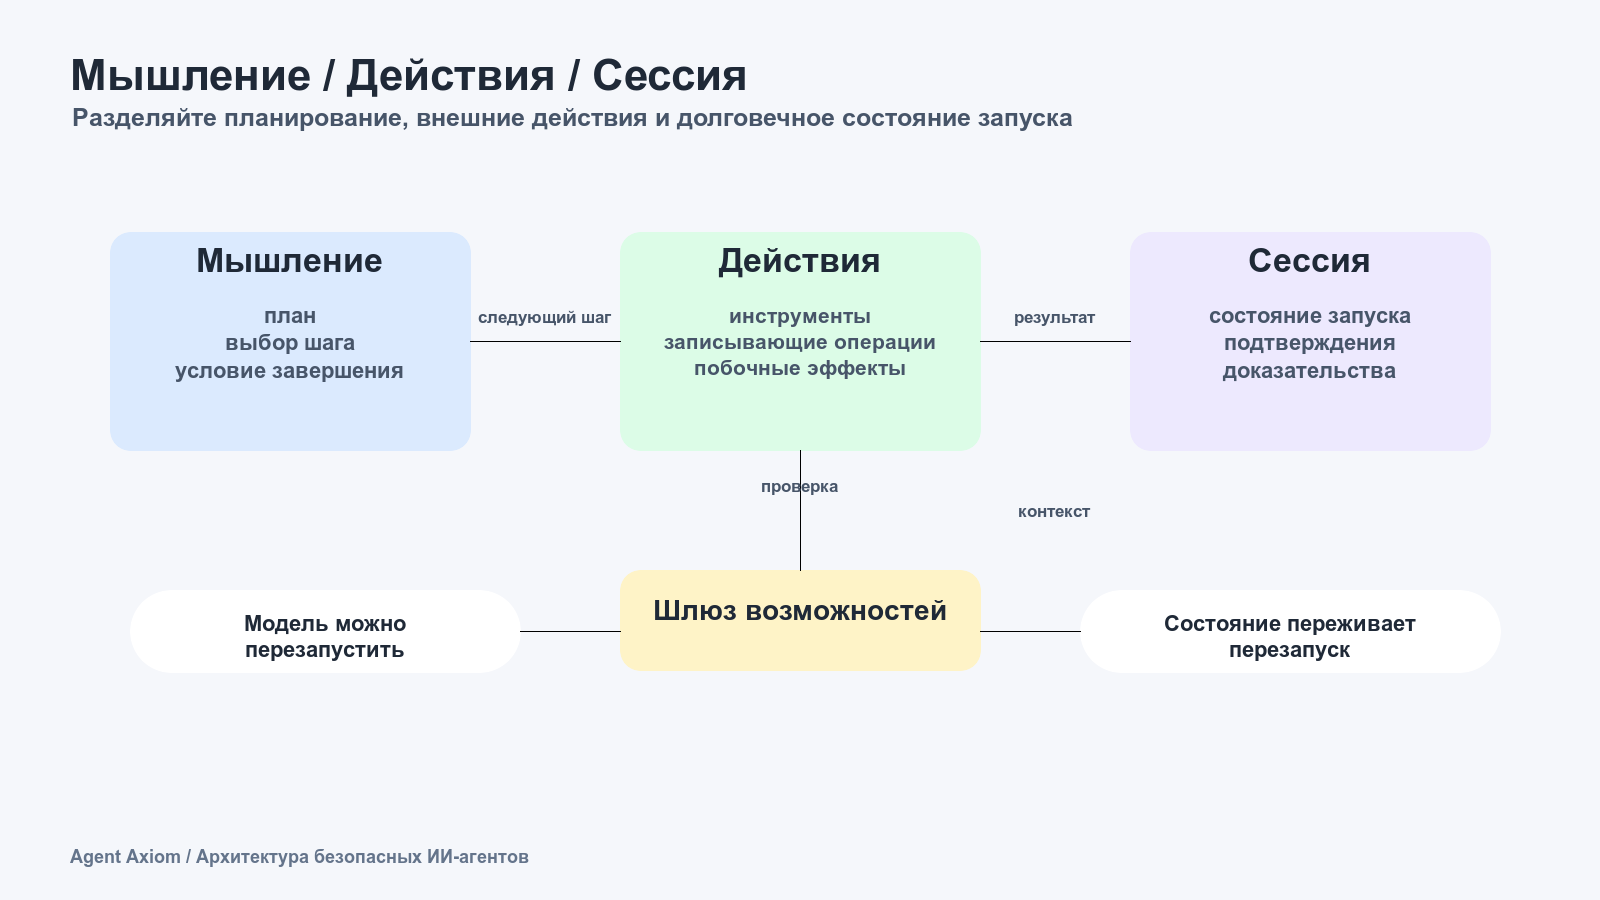 Мышление / Действия / Сессия
Разделяйте планирование, внешние действия и долговечное состояние запуска
Мышление
план
выбор шага
условие завершения
следующий шаг
Действия
инструменты
записывающие операции
побочные эффекты
результат
Сессия
состояние запуска
подтверждения
доказательства
проверка
контекст
Модель можно
перезапустить
Шлюз возможностей
Состояние переживает
перезапуск
Agent Axiom / Архитектура безопасных ИИ-агентов